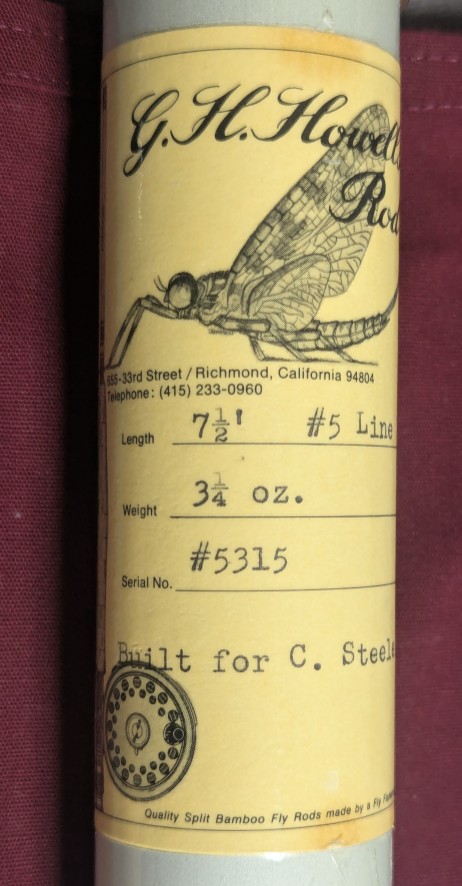 G.H. Howell
Rod
655-33rd Street / Richmond, California 94804
Telephone: (415) 233-0960
Length 7½' #5 Line
Weight 3¼ oz.
Serial No. #5315
Built for C. Steele
Quality Split Bamboo Fly Rods made by a Fly